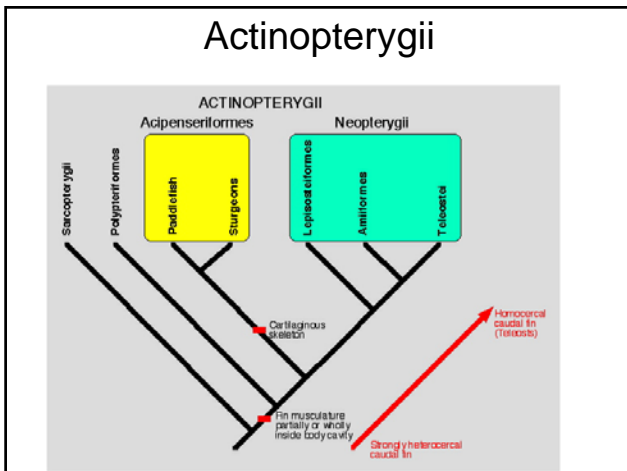 Actinopterygii
ACTINOPTERYGII
Acipenseriformes
Neopterygii
Sarcopterygii
Polypteriformes
Paddlefish
Sturgeons
Lepisosteiformes
Amiiformes
Teleostei
Cartilaginous
skeleton
Homocercal
caudal fin
(Teleosts)
Fin musculature
partially or wholly
inside body cavity
Strongly heterocercal
caudal fin